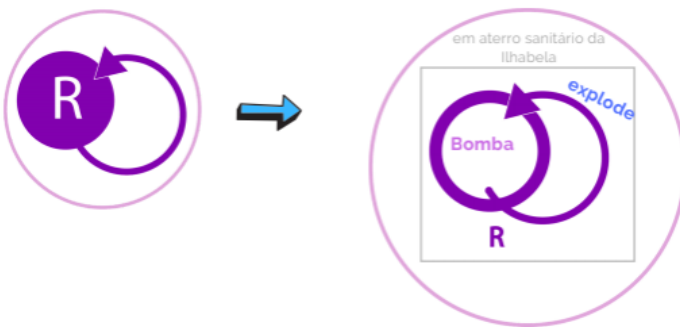 R
em aterro sanitário da
Ilhabela
explode
Bomba
R